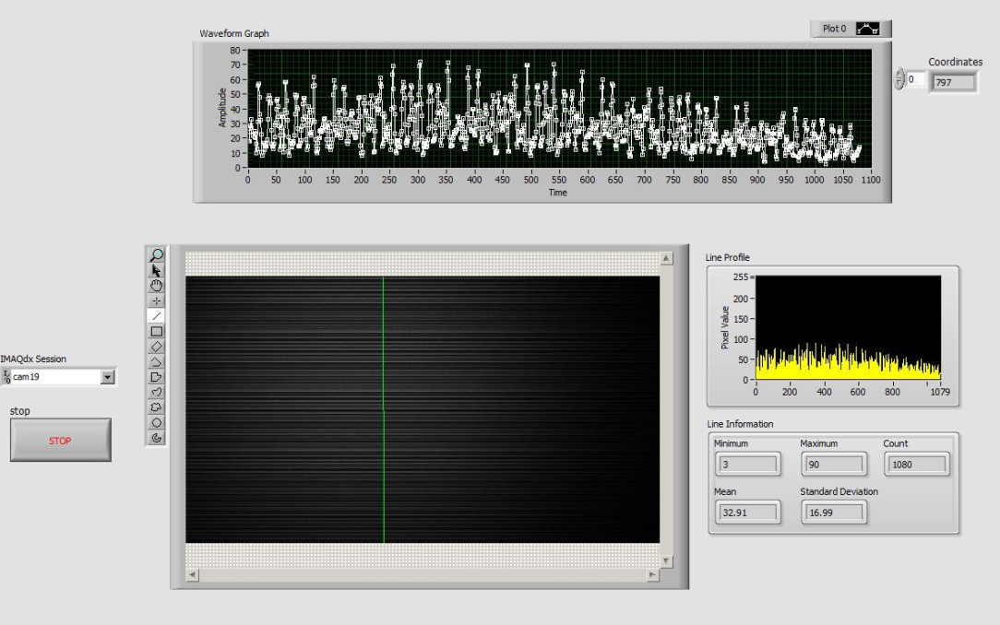 Plot 0
Waveform Graph
80
70
60
50
40
30
20
10
0
Amplitude
0 50 100 150 200 250 300 350 400 450 500 550 600 650 700 750 800 850 900 950 1000 1050 1100
Time
Coordinates
0
797
IMAQdx Session
cam19
stop
STOP
Line Profile
255
200
150
100
50
0
Pixel Value
0 200 400 600 800 1079
Line Information
Minimum Maximum Count
3 90 1080
Mean Standard Deviation
32.91 16.99